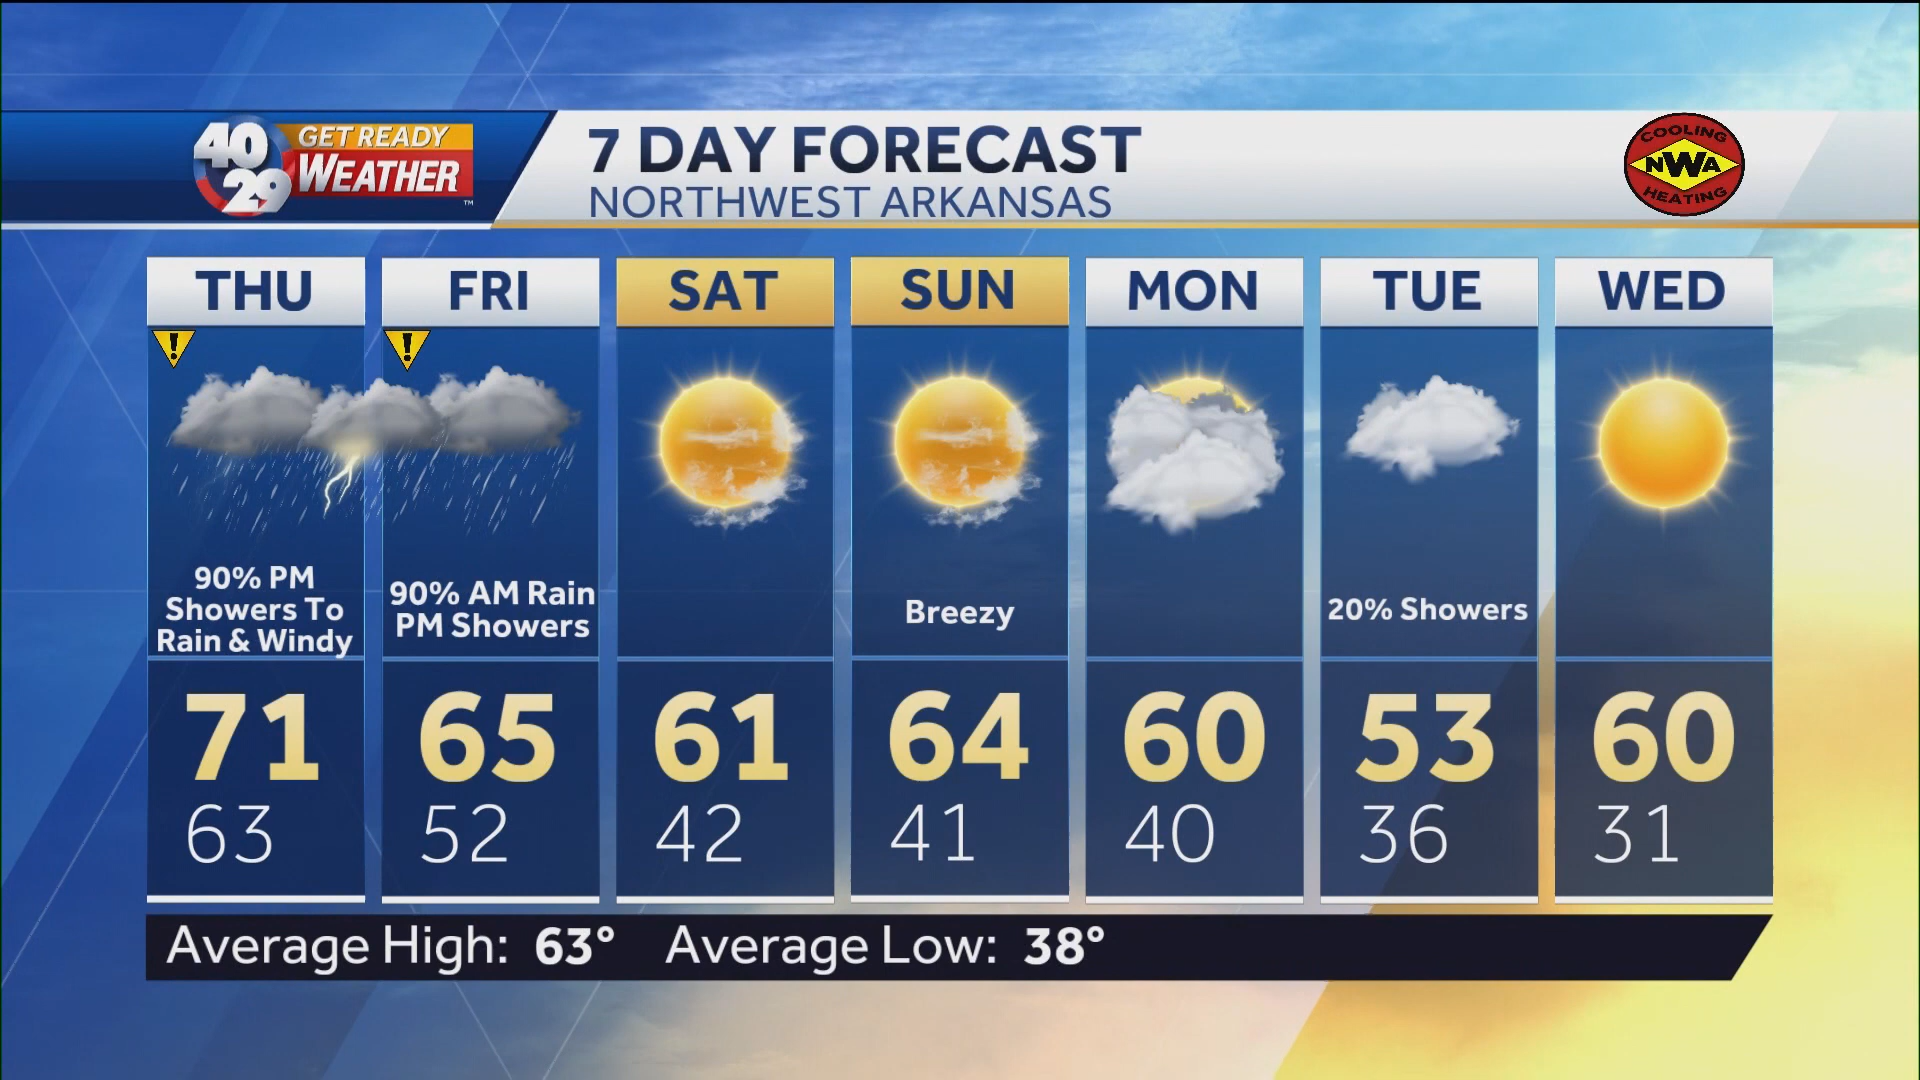 40
29
GET READY
WEATHER
™
7 DAY FORECAST
NORTHWEST ARKANSAS
COOLING
NWA
HEATING
THU
!
90% PM
Showers To
Rain & Windy
71
63
FRI
!
90% AM Rain
PM Showers
65
52
SAT
61
42
SUN
Breezy
64
41
MON
60
40
TUE
20% Showers
53
36
WED
60
31
Average High: 63° Average Low: 38°